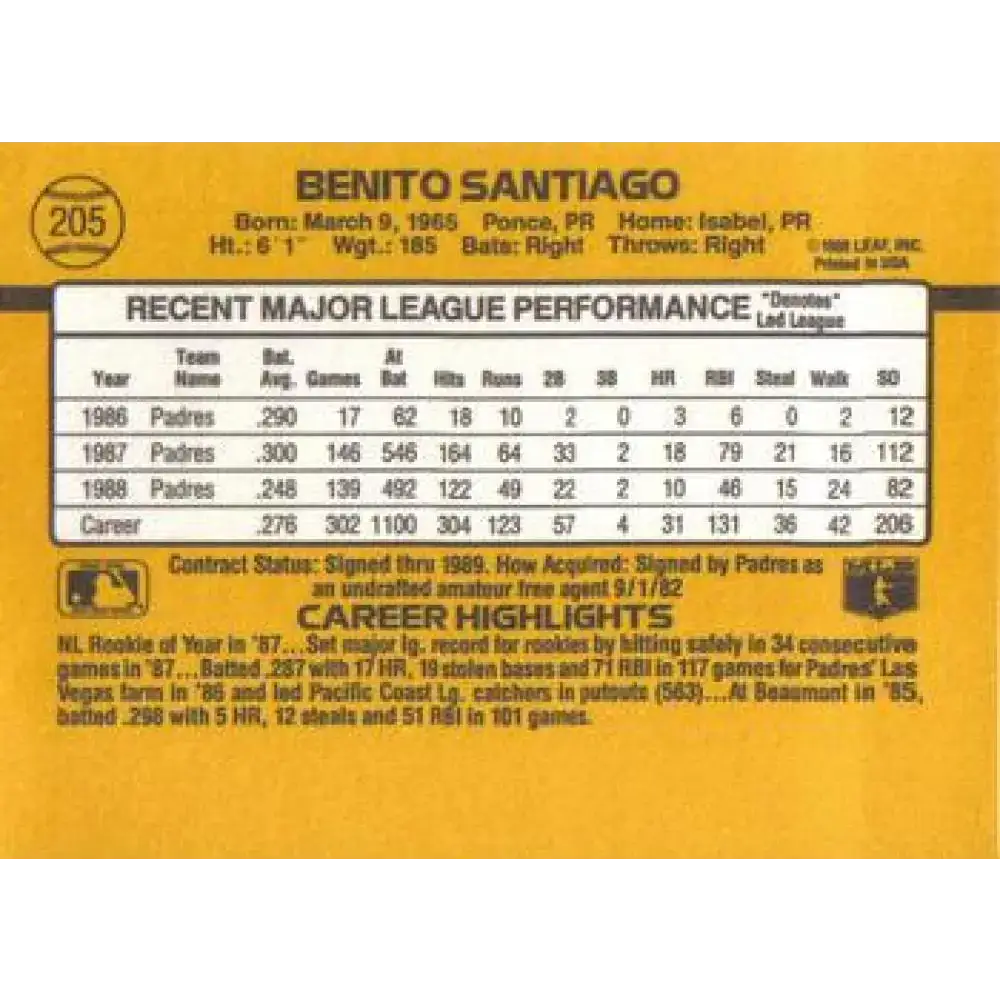 205
BENITO SANTIAGO
Born: March 9, 1965 Ponce, PR Home: Isabel, PR
Ht.: 6'1" Wgt.: 185 Bats: Right Throws: Right
© 1988 LEAF, INC.
Printed in USA
RECENT MAJOR LEAGUE PERFORMANCE
"Denotes"
Led League
Year Team Name Bat. Avg. Games At Bat Hits Runs 2B 3B HR RBI Steal Walk SO
1986 Padres .290 17 62 18 10 2 0 3 6 0 2 12
1987 Padres .300 146 546 164 64 33 2 18 79 21 16 112
1988 Padres .248 139 492 122 49 22 2 10 46 15 24 82
Career .276 302 1100 304 123 57 4 31 131 36 42 206
Contract Status: Signed thru 1989. How Acquired: Signed by Padres as
an undrafted amateur free agent 9/1/82
CAREER HIGHLIGHTS
NL Rookie of Year in '87...Set major lg. record for rookies by hitting safely in 34 consecutive
games in '87...Batted .287 with 17 HR, 19 stolen bases and 71 RBI in 117 games for Padres' Las
Vegas farm in '86 and led Pacific Coast Lg. catchers in putouts (563)...At Beaumont in '85,
batted .298 with 5 HR, 12 steals and 51 RBI in 101 games.